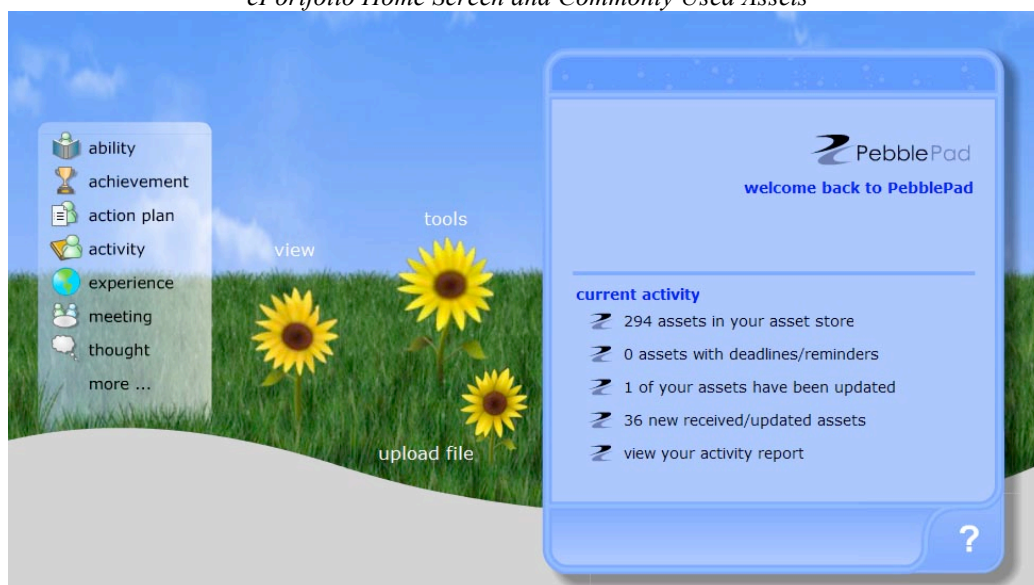 ePortfolio Home Screen and Commonly Used Assets
ability
achievement
action plan
activity
experience
meeting
thought
more ...
view
tools
upload file
PebblePad
welcome back to PebblePad
current activity
294 assets in your asset store
0 assets with deadlines/reminders
1 of your assets have been updated
36 new received/updated assets
view your activity report
?